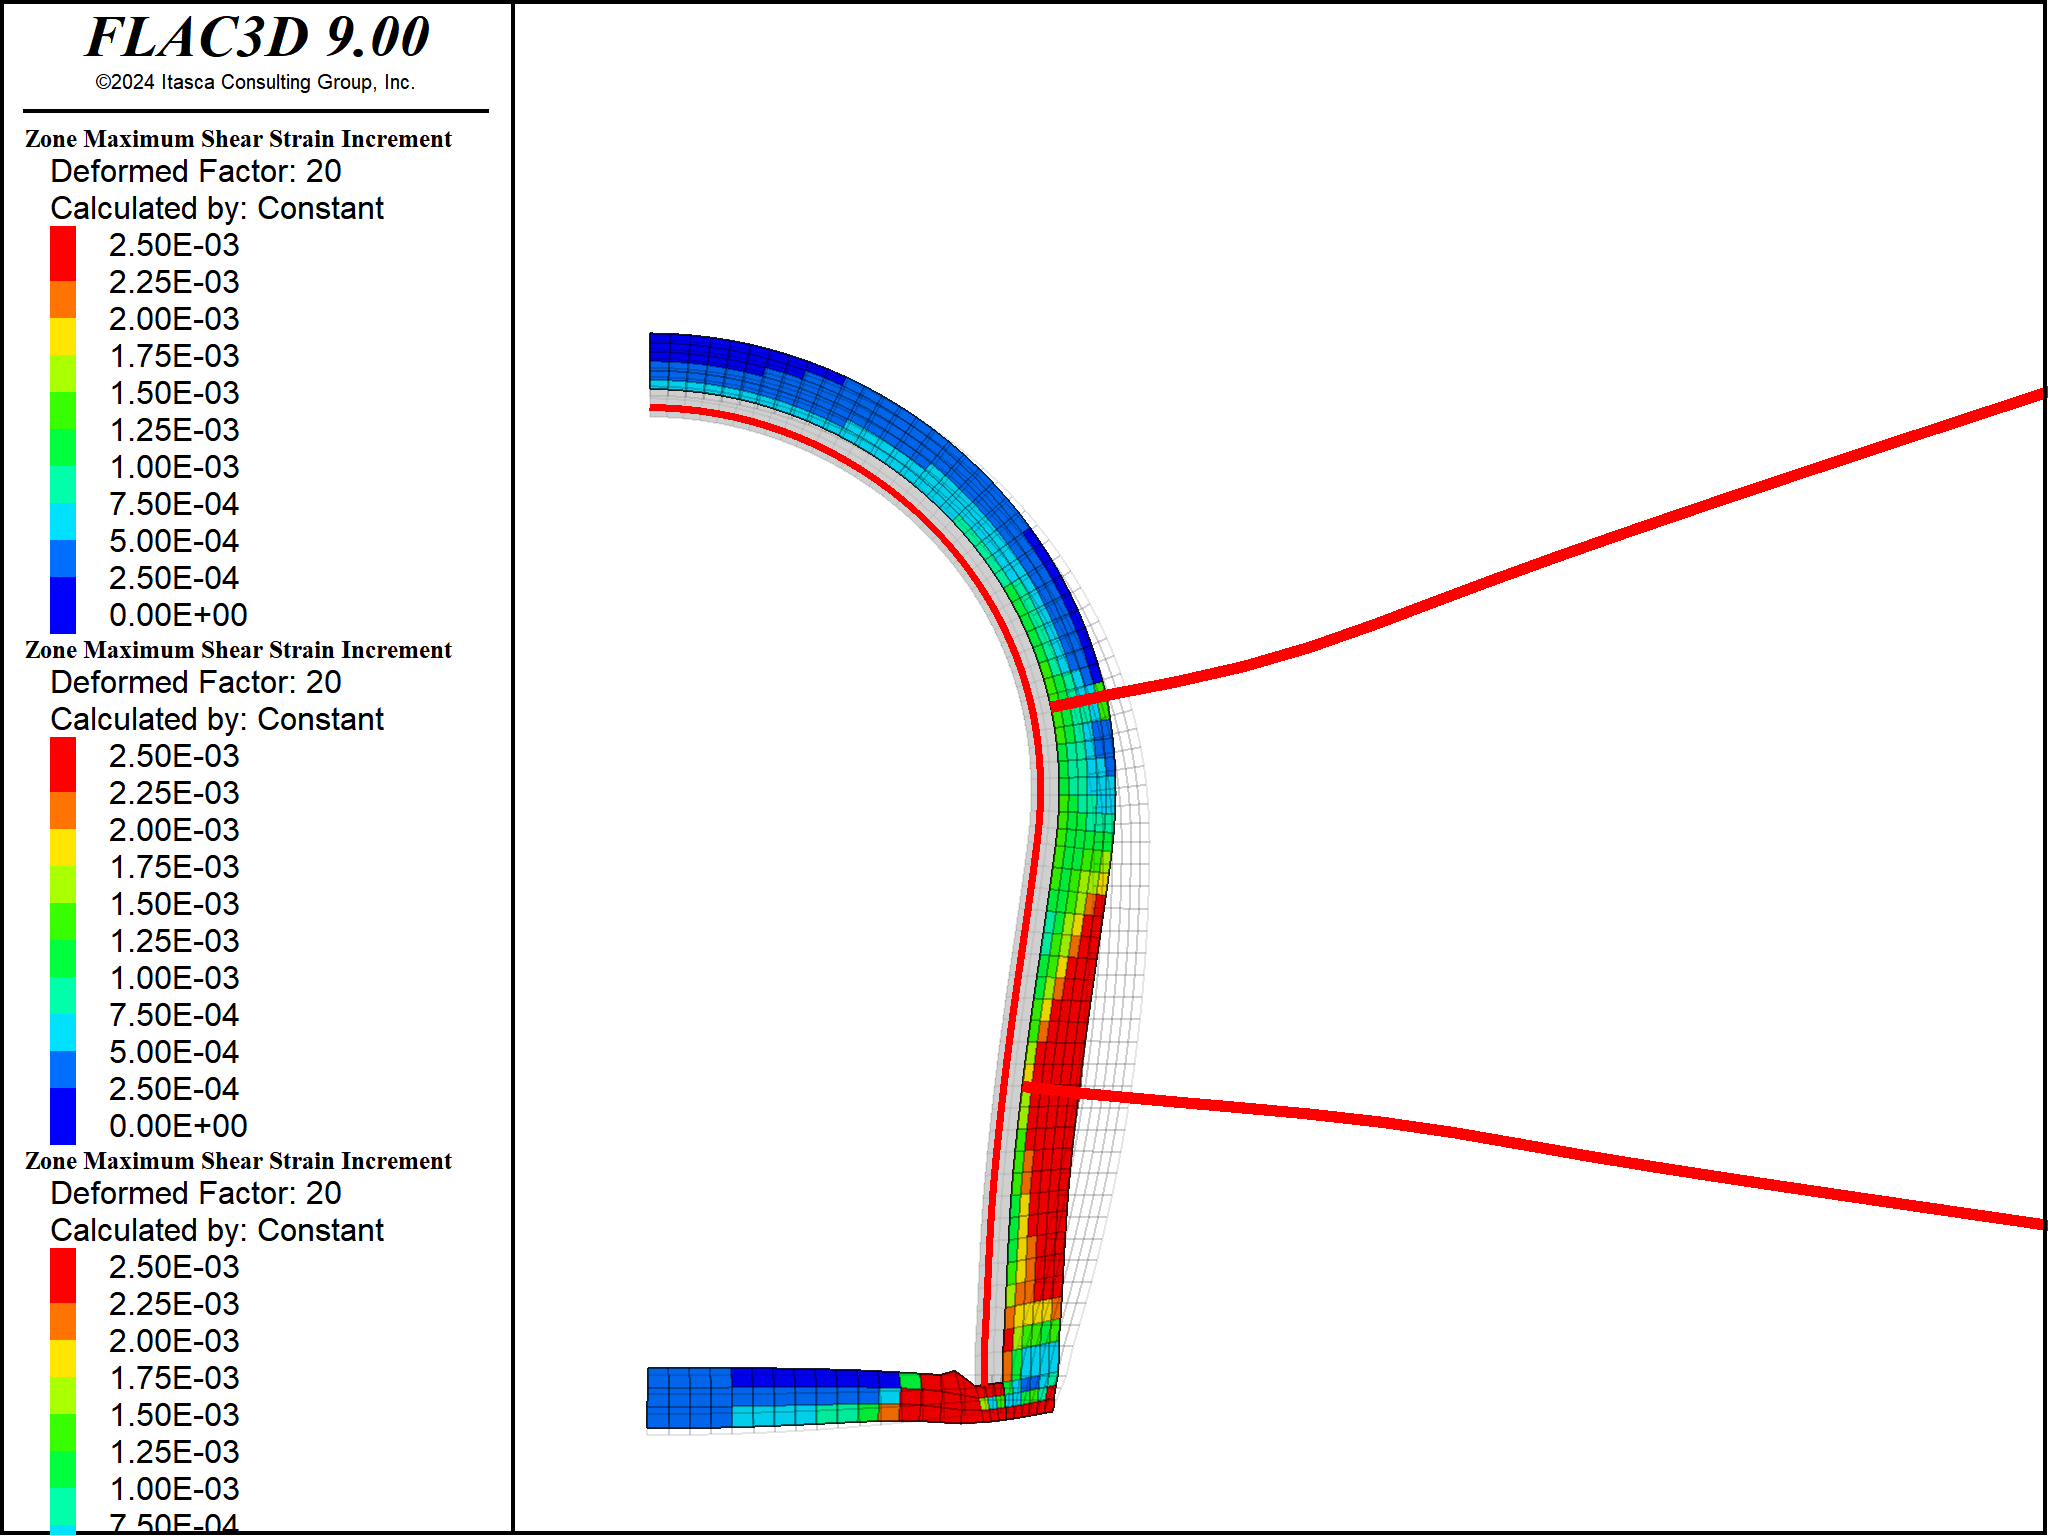 FLAC3D 9.00
©2024 Itasca Consulting Group, Inc.
Zone Maximum Shear Strain Increment
Deformed Factor: 20
Calculated by: Constant
2.50E-03
2.25E-03
2.00E-03
1.75E-03
1.50E-03
1.25E-03
1.00E-03
7.50E-04
5.00E-04
2.50E-04
0.00E+00
Zone Maximum Shear Strain Increment
Deformed Factor: 20
Calculated by: Constant
2.50E-03
2.25E-03
2.00E-03
1.75E-03
1.50E-03
1.25E-03
1.00E-03
7.50E-04
5.00E-04
2.50E-04
0.00E+00
Zone Maximum Shear Strain Increment
Deformed Factor: 20
Calculated by: Constant
2.50E-03
2.25E-03
2.00E-03
1.75E-03
1.50E-03
1.25E-03
1.00E-03
7.50E-04